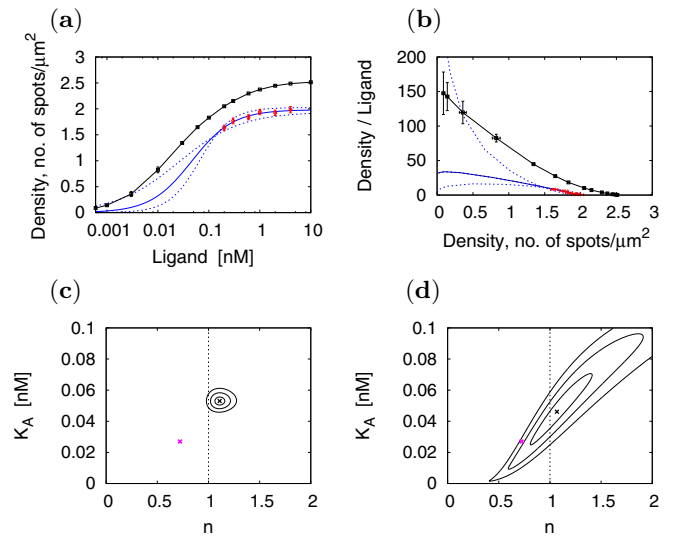 (a)
Density, no. of spots/μm²
3
2.5
2
1.5
1
0.5
0
0.001 0.01 0.1 1 10
Ligand [nM]
(b)
Density / Ligand
200
150
100
50
0
0 0.5 1 1.5 2 2.5 3
Density, no. of spots/μm²
(c)
K_A [nM]
0.1
0.08
0.06
0.04
0.02
0
0 0.5 1 1.5 2
n
(d)
K_A [nM]
0.1
0.08
0.06
0.04
0.02
0
0 0.5 1 1.5 2
n